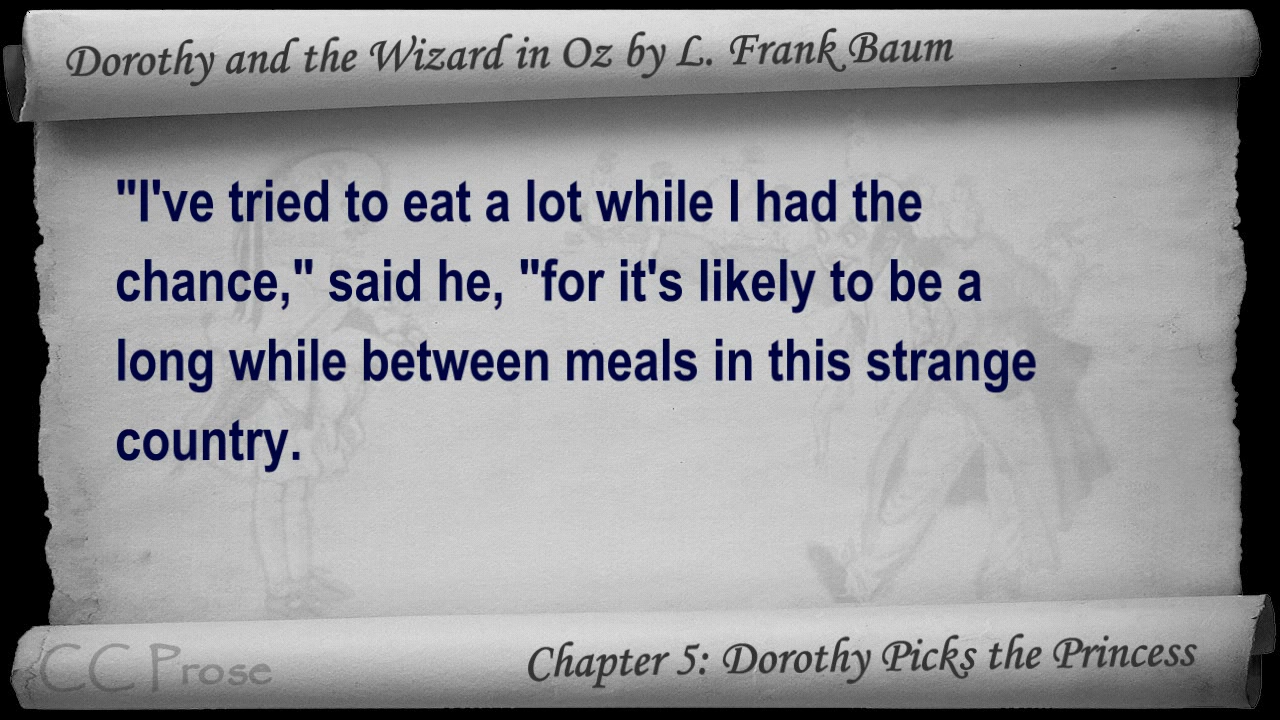 Dorothy and the Wizard in Oz by L. Frank Baum
"I've tried to eat a lot while I had the
chance," said he, "for it's likely to be a
long while between meals in this strange
country.
CC Prose
Chapter 5: Dorothy Picks the Princess